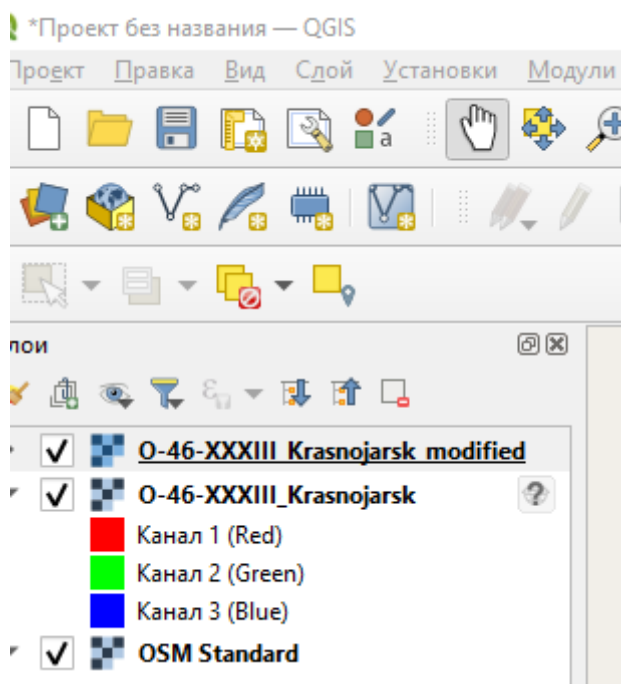 *Проект без названия — QGIS
Проект Правка Вид Слой Установки Модули
лои
O-46-XXXIII_Krasnojarsk_modified
O-46-XXXIII_Krasnojarsk
Канал 1 (Red)
Канал 2 (Green)
Канал 3 (Blue)
OSM Standard